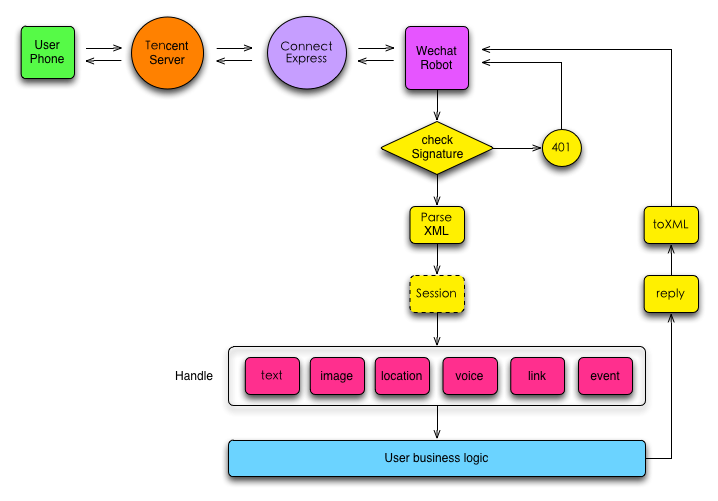 User
Phone
Tencent
Server
Connect
Express
Wechat
Robot
check
Signature
401
Parse
XML
toXML
Session
reply
Handle
text
image
location
voice
link
event
User business logic